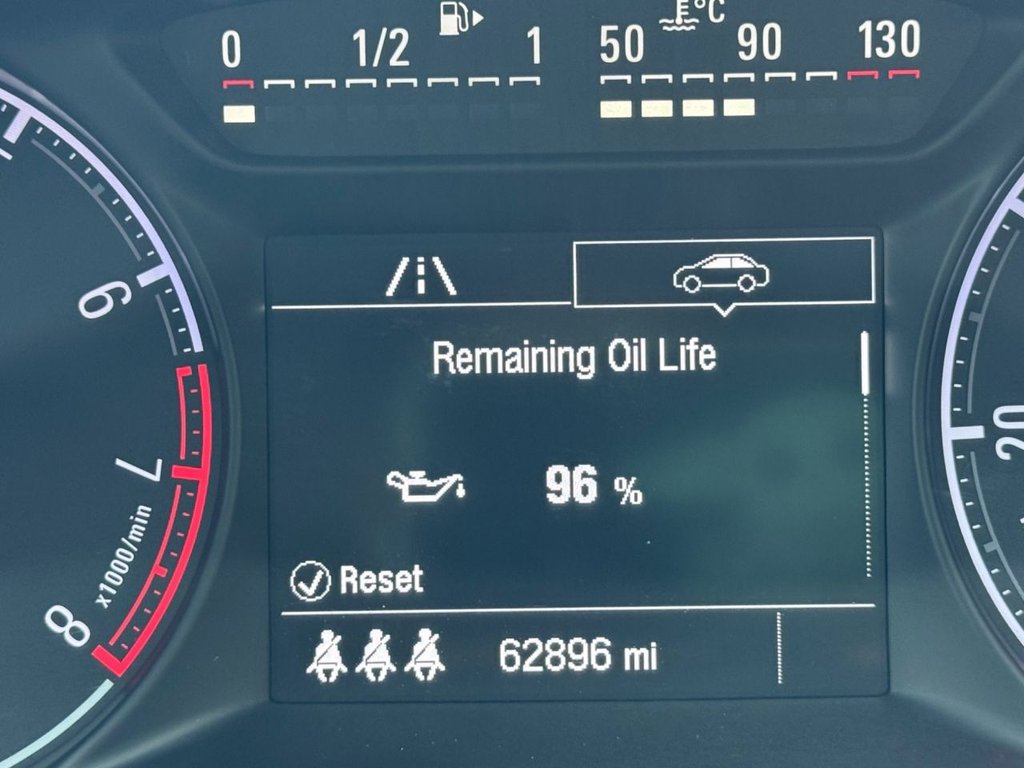 0 1/2 1 50 90 130
°C
6
Remaining Oil Life
7
20
96 %
x1000/min
Reset
8
62896 mi